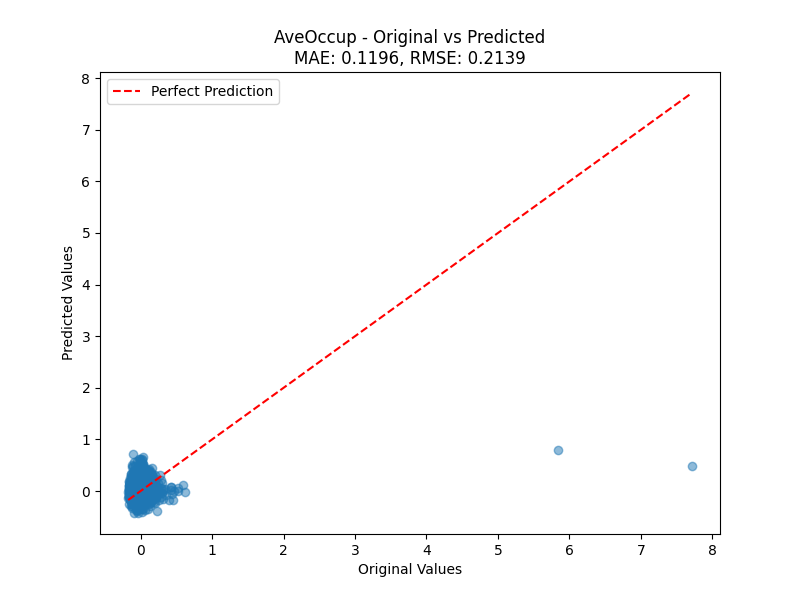 AveOccup - Original vs Predicted
MAE: 0.1196, RMSE: 0.2139
Perfect Prediction
8
7
6
5
4
3
2
1
0
Predicted Values
0 1 2 3 4 5 6 7 8
Original Values